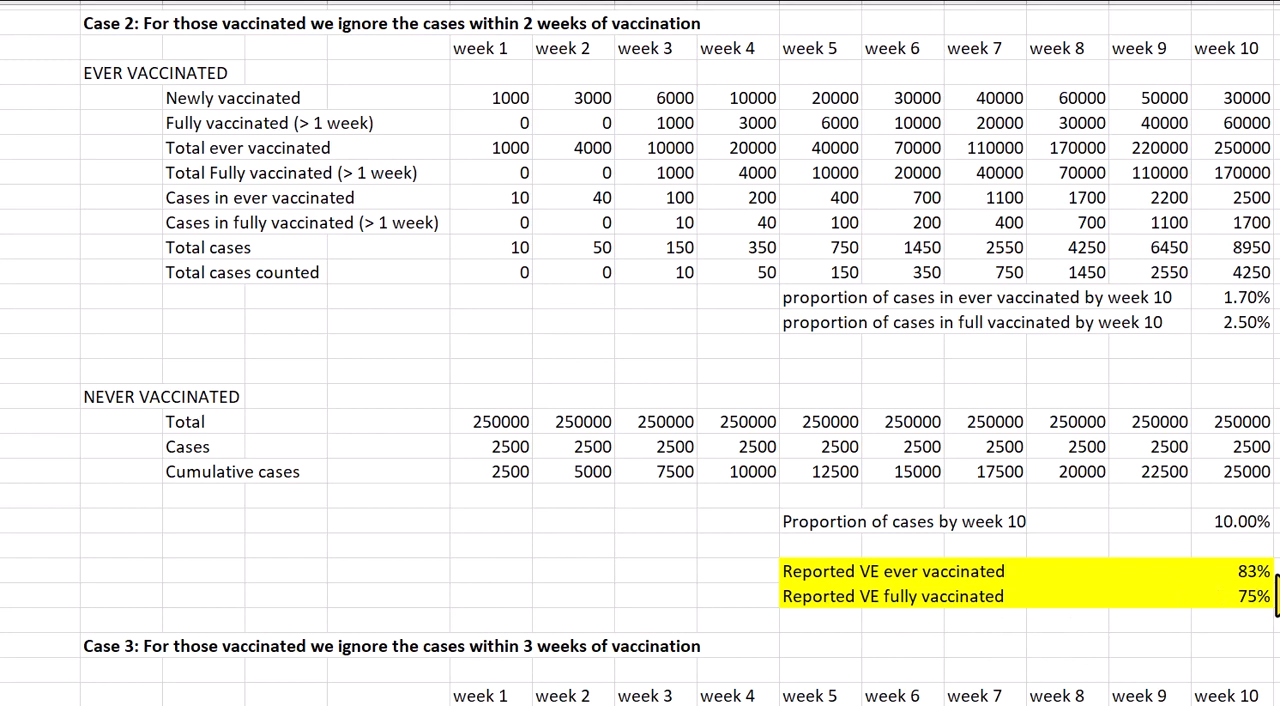 Case 2: For those vaccinated we ignore the cases within 2 weeks of vaccination
week 1 week 2 week 3 week 4 week 5 week 6 week 7 week 8 week 9 week 10
EVER VACCINATED
Newly vaccinated 1000 3000 6000 10000 20000 30000 40000 60000 50000 30000
Fully vaccinated (> 1 week) 0 0 1000 3000 6000 10000 20000 30000 40000 60000
Total ever vaccinated 1000 4000 10000 20000 40000 70000 110000 170000 220000 250000
Total Fully vaccinated (> 1 week) 0 0 1000 4000 10000 20000 40000 70000 110000 170000
Cases in ever vaccinated 10 40 100 200 400 700 1100 1700 2200 2500
Cases in fully vaccinated (> 1 week) 0 0 10 40 100 200 400 700 1100 1700
Total cases 10 50 150 350 750 1450 2550 4250 6450 8950
Total cases counted 0 0 10 50 150 350 750 1450 2550 4250
proportion of cases in ever vaccinated by week 10 1.70%
proportion of cases in full vaccinated by week 10 2.50%
NEVER VACCINATED
Total 250000 250000 250000 250000 250000 250000 250000 250000 250000 250000
Cases 2500 2500 2500 2500 2500 2500 2500 2500 2500 2500
Cumulative cases 2500 5000 7500 10000 12500 15000 17500 20000 22500 25000
Proportion of cases by week 10 10.00%
Reported VE ever vaccinated 83%
Reported VE fully vaccinated 75%
Case 3: For those vaccinated we ignore the cases within 3 weeks of vaccination
week 1 week 2 week 3 week 4 week 5 week 6 week 7 week 8 week 9 week 10